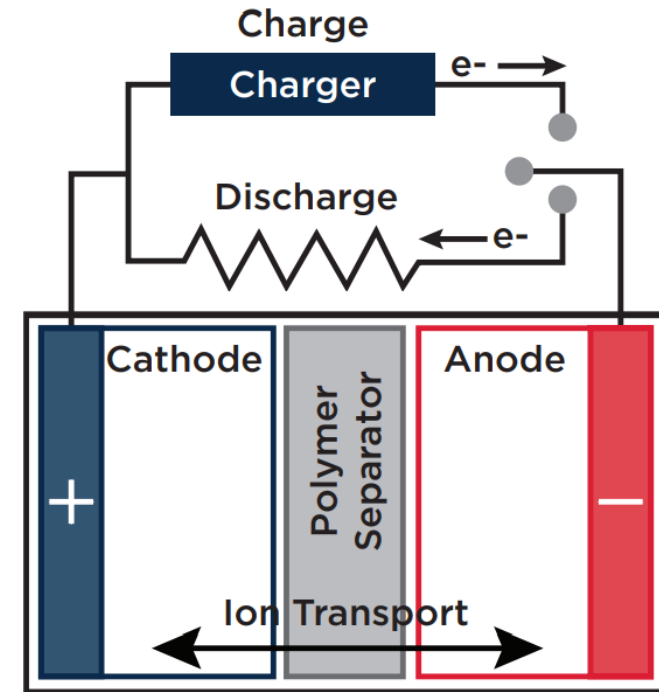 Charge
Charger
e-
Discharge
e-
Cathode
Anode
+
−
Polymer
Separator
Ion Transport